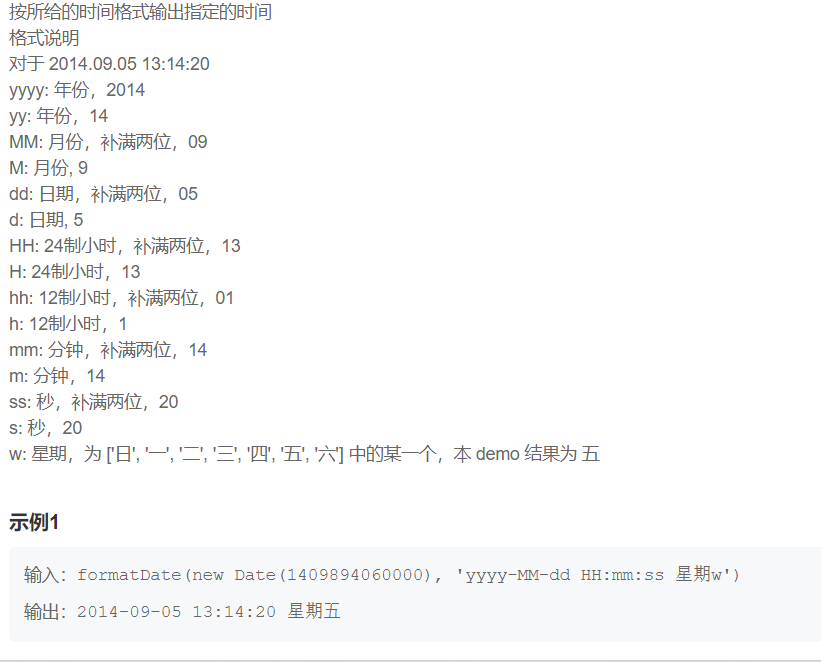 按所给的时间格式输出指定的时间
格式说明
对于 2014.09.05 13:14:20
yyyy: 年份，2014
yy: 年份，14
MM: 月份，补满两位，09
M: 月份, 9
dd: 日期，补满两位，05
d: 日期, 5
HH: 24制小时，补满两位，13
H: 24制小时，13
hh: 12制小时，补满两位，01
h: 12制小时，1
mm: 分钟，补满两位，14
m: 分钟，14
ss: 秒，补满两位，20
s: 秒，20
w: 星期，为 ['日', '一', '二', '三', '四', '五', '六'] 中的某一个，本 demo 结果为 五
示例1
输入：formatDate(new Date(1409894060000), 'yyyy-MM-dd HH:mm:ss 星期w')
输出：2014-09-05 13:14:20 星期五